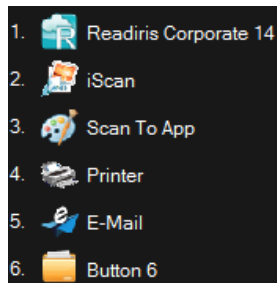 1. Readiris Corporate 14
2. iScan
3. Scan To App
4. Printer
5. E-Mail
6. Button 6